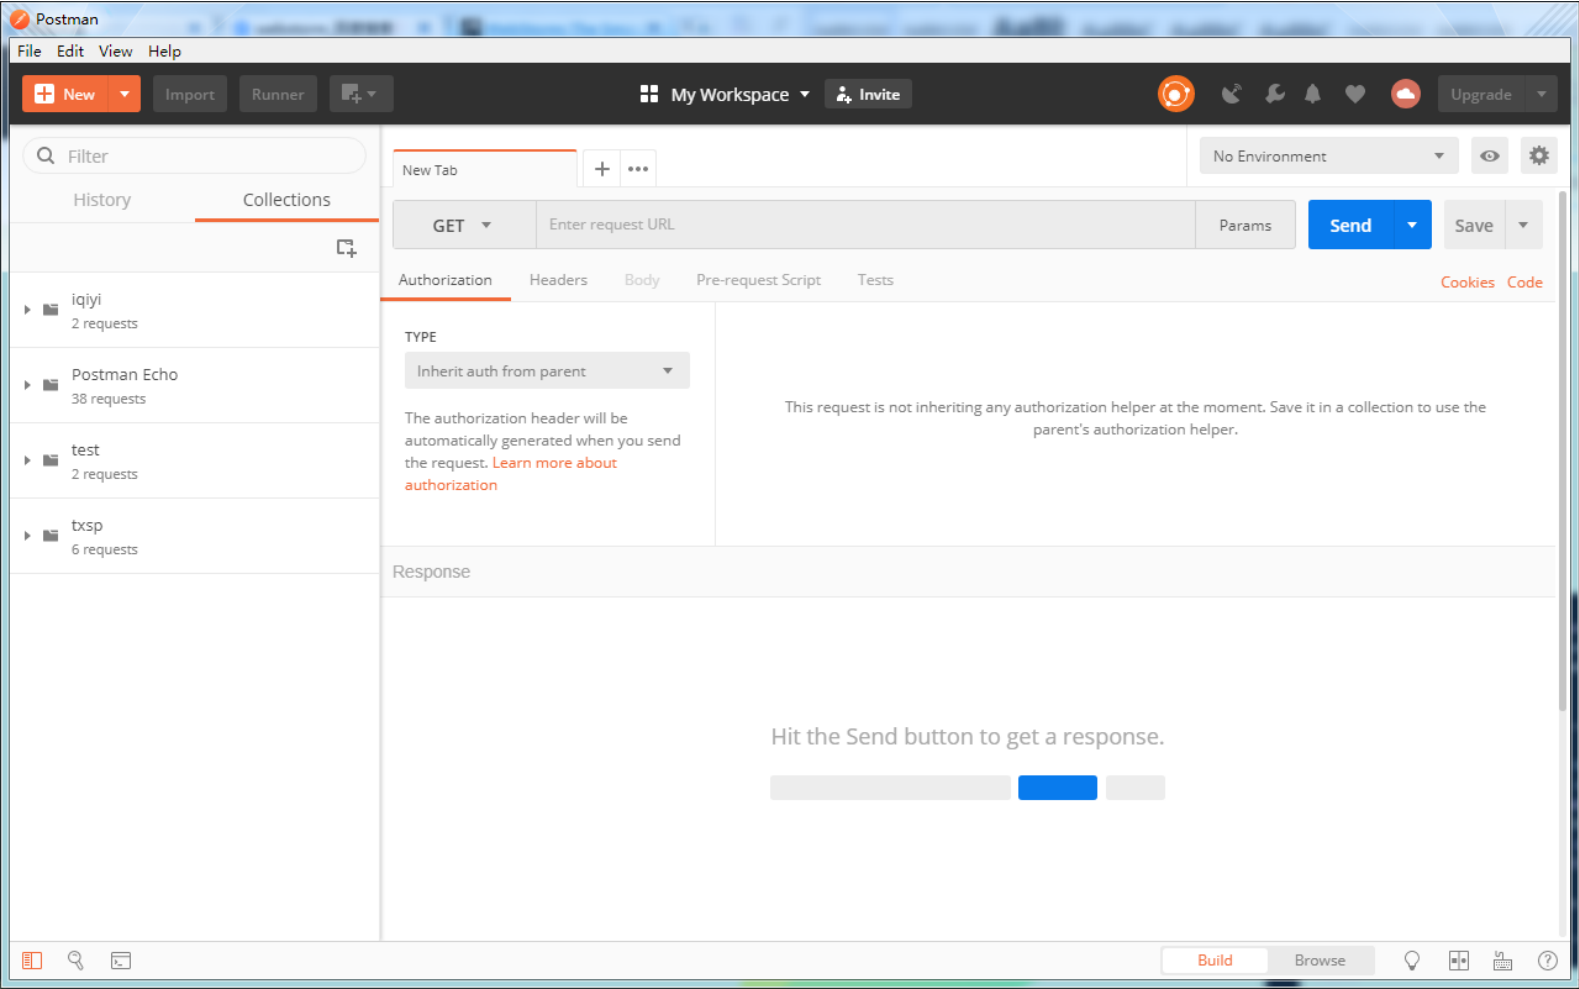 Postman
File Edit View Help
New Import Runner My Workspace Invite Upgrade
Filter
History Collections
iqiyi
2 requests
Postman Echo
38 requests
test
2 requests
txsp
6 requests
New Tab
No Environment
GET Enter request URL Params Send Save
Authorization Headers Body Pre-request Script Tests Cookies Code
TYPE
Inherit auth from parent
The authorization header will be
automatically generated when you send
the request. Learn more about
authorization
This request is not inheriting any authorization helper at the moment. Save it in a collection to use the
parent's authorization helper.
Response
Hit the Send button to get a response.
Build Browse